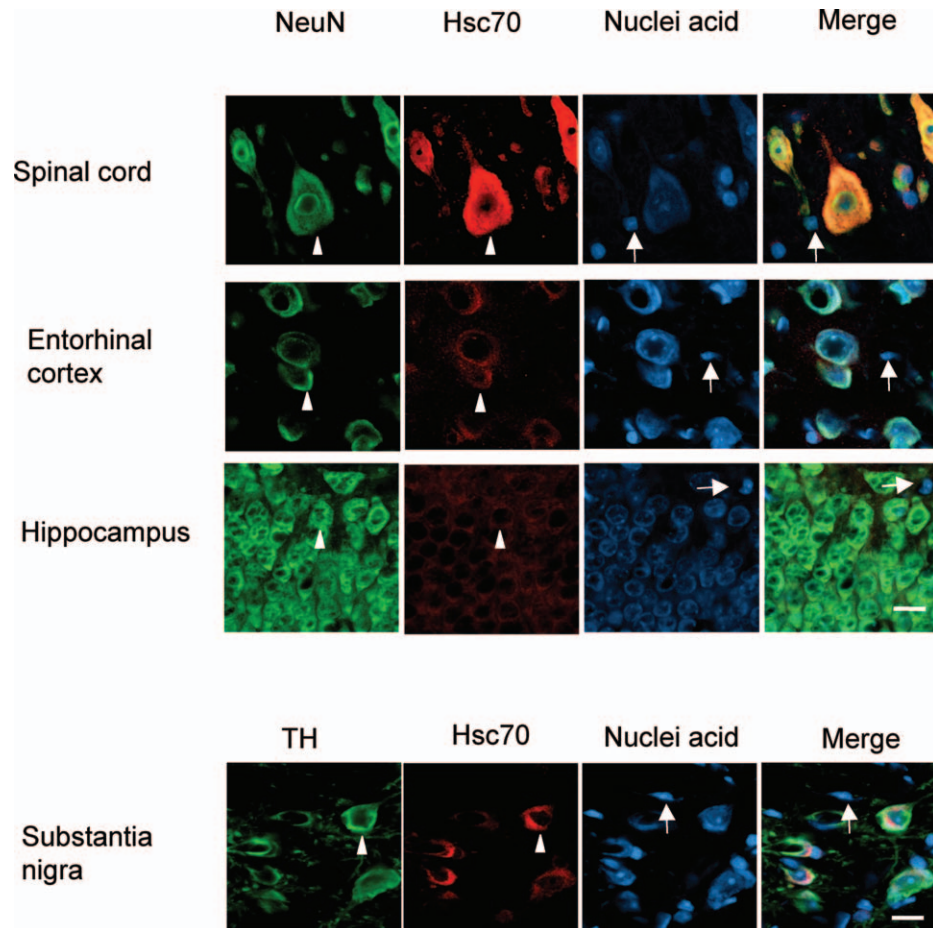 NeuN Hsc70 Nuclei acid Merge
Spinal cord
Entorhinal
cortex
Hippocampus
TH Hsc70 Nuclei acid Merge
Substantia
nigra